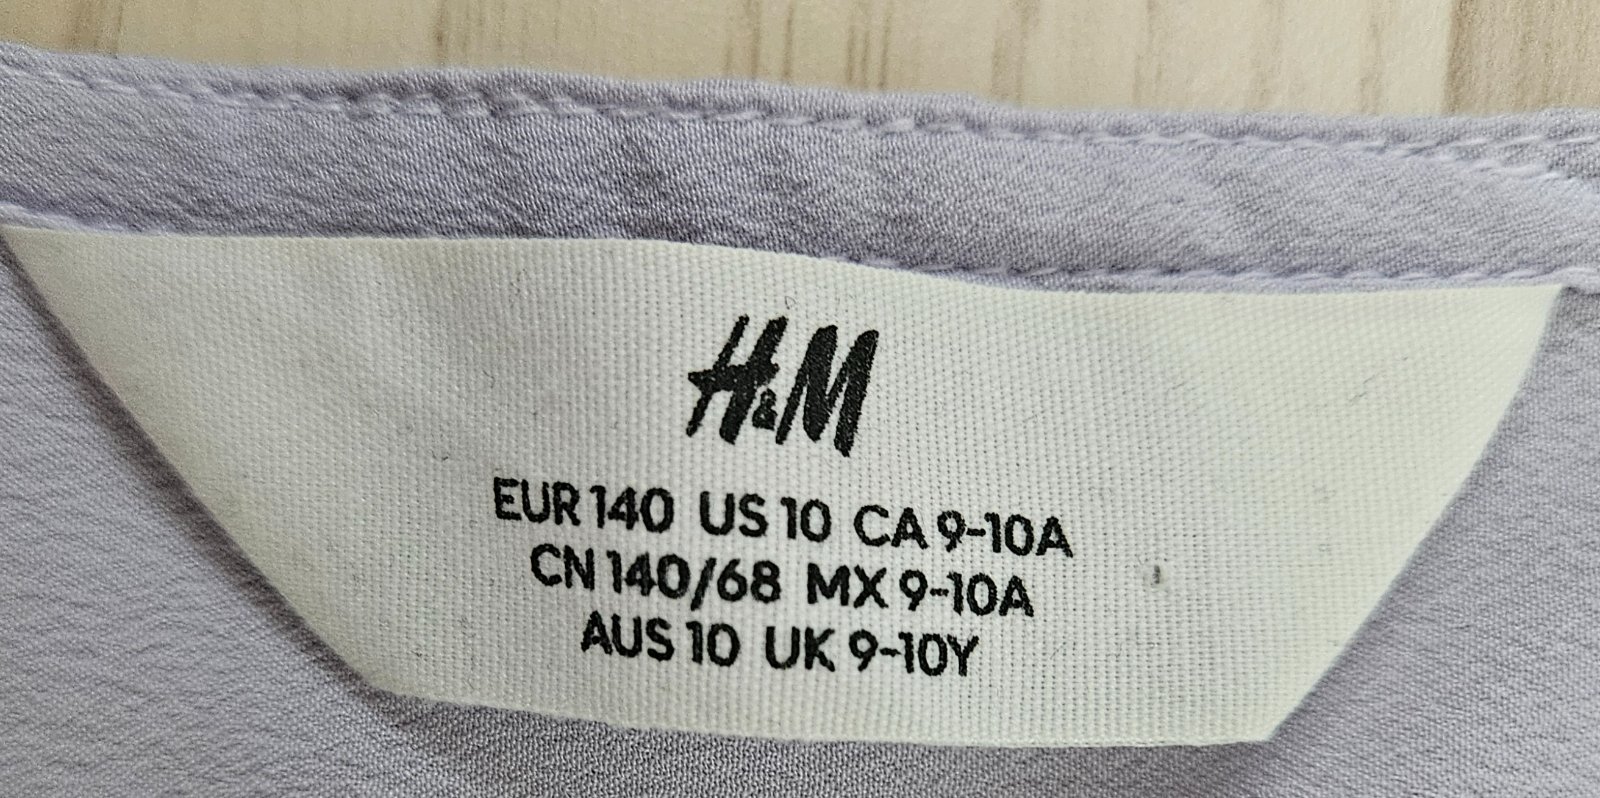 H&M
EUR 140 US 10 CA 9-10A
CN 140/68 MX 9-10A
AUS 10 UK 9-10Y